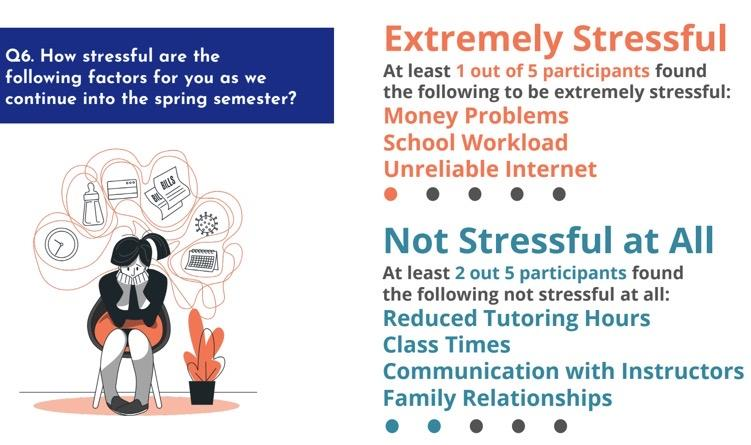 Q6. How stressful are the
following factors for you as we
continue into the spring semester?
BILLS
BILLS
Extremely Stressful
At least 1 out of 5 participants found
the following to be extremely stressful:
Money Problems
School Workload
Unreliable Internet
Not Stressful at All
At least 2 out 5 participants found
the following not stressful at all:
Reduced Tutoring Hours
Class Times
Communication with Instructors
Family Relationships